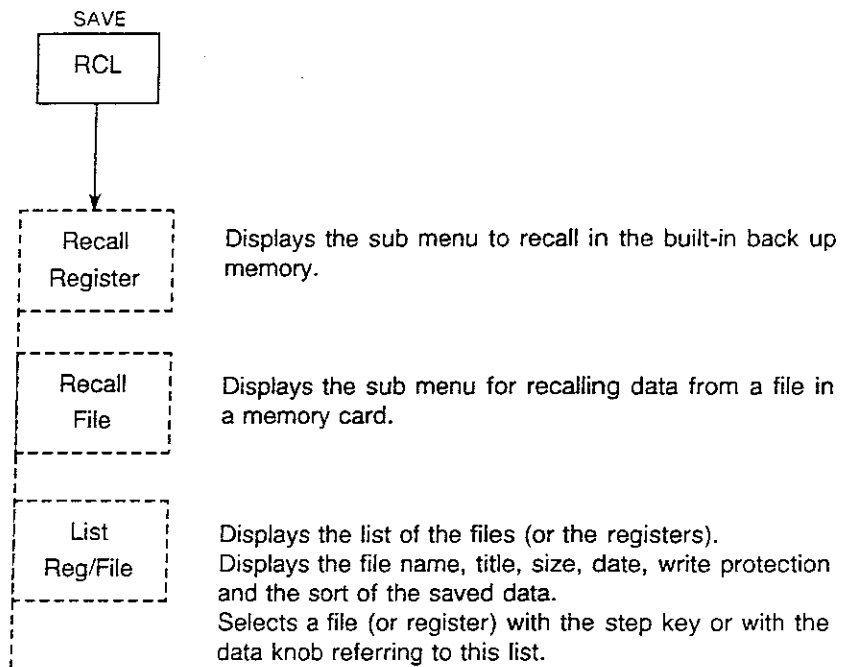 SAVE
RCL
Recall
Register
Displays the sub menu to recall in the built-in back up
memory.
Recall
File
Displays the sub menu for recalling data from a file in
a memory card.
List
Reg/File
Displays the list of the files (or the registers).
Displays the file name, title, size, date, write protection
and the sort of the saved data.
Selects a file (or register) with the step key or with the
data knob referring to this list.